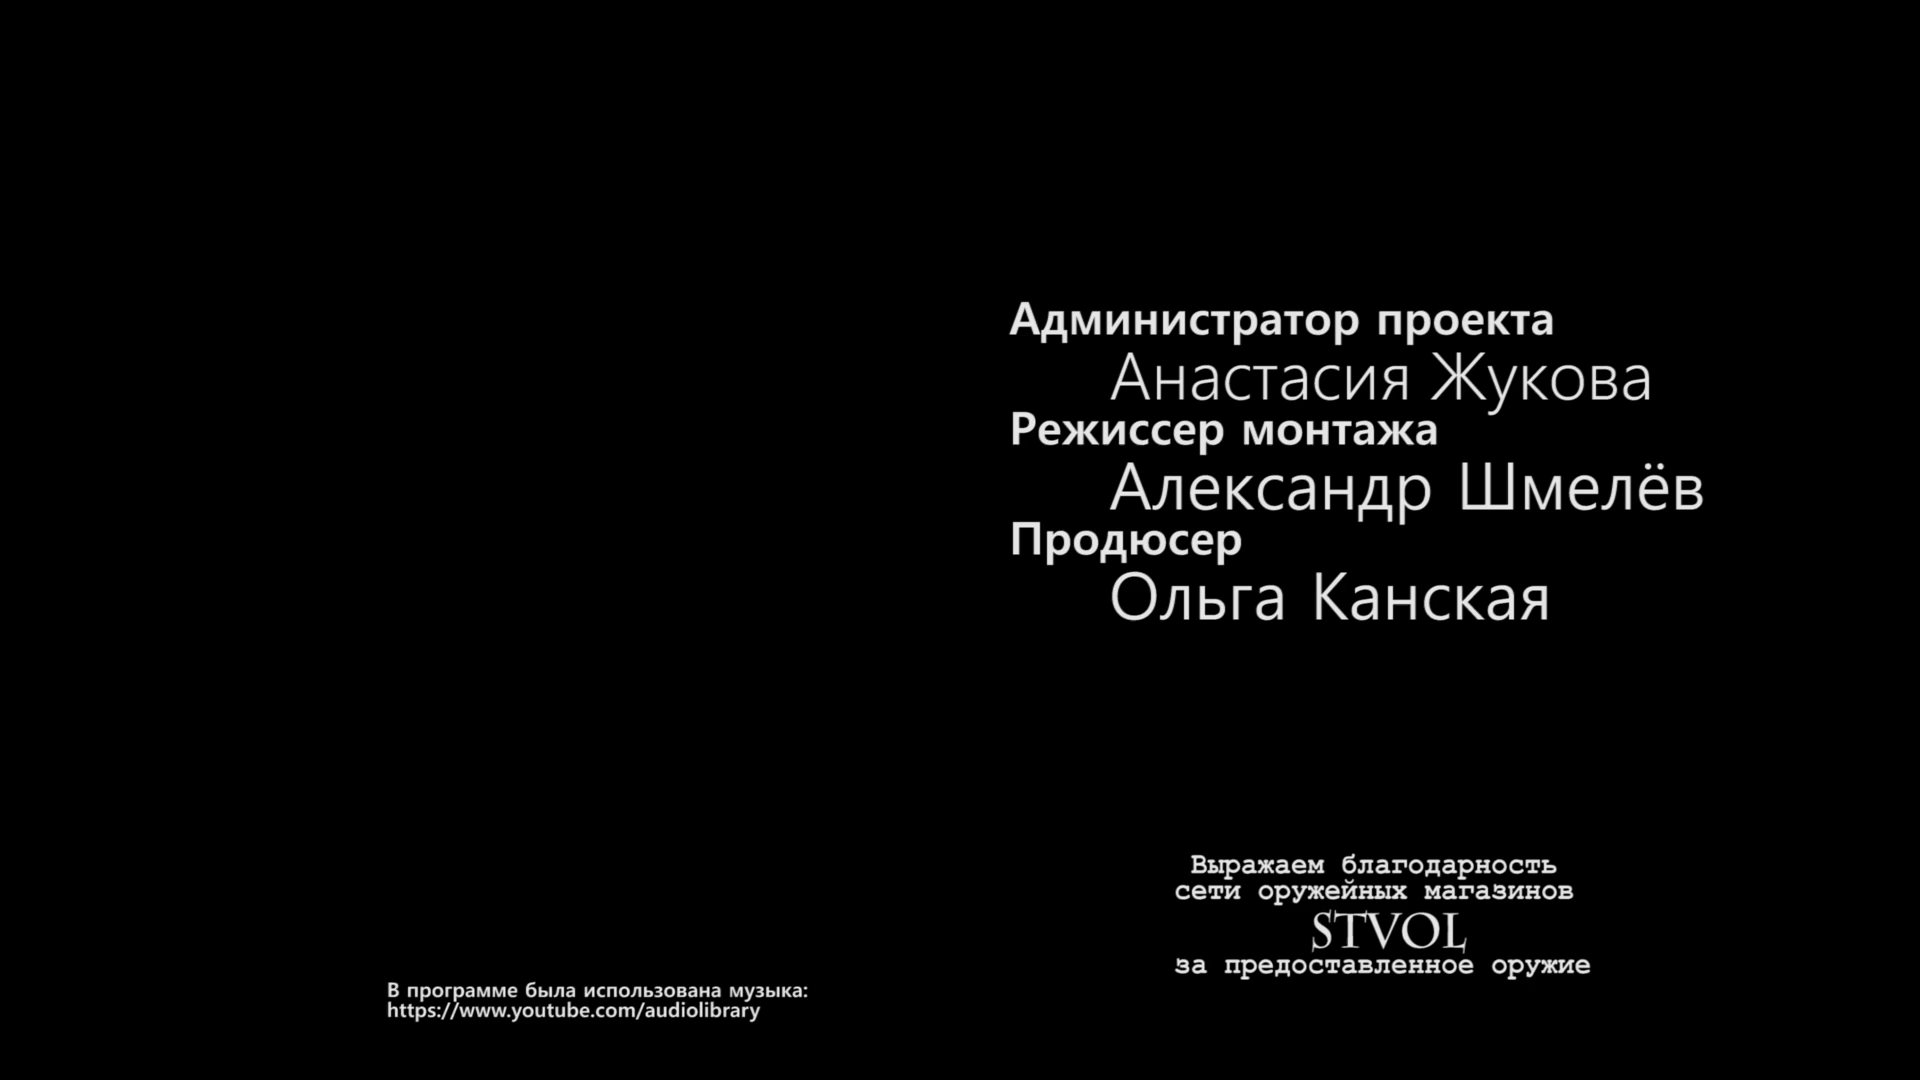 Администратор проекта
Анастасия Жукова
Режиссер монтажа
Александр Шмелёв
Продюсер
Ольга Канская
Выражаем благодарность
сети оружейных магазинов
STVOL
за предоставленное оружие
В программе была использована музыка:
https://www.youtube.com/audiolibrary